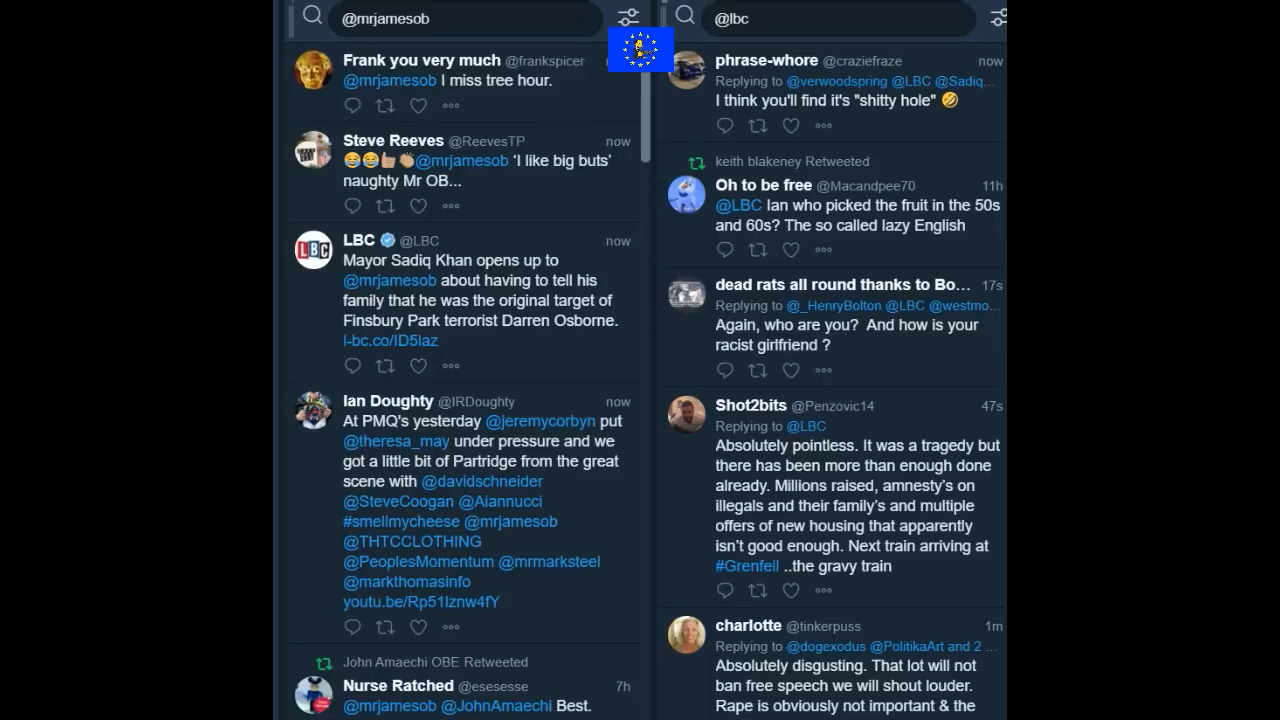 @mrjamesob
Frank you very much @frankspicer
@mrjamesob I miss tree hour.
Steve Reeves @ReevesTP now
😂😂👍🏼👏🏼@mrjamesob ‘I like big buts’
naughty Mr OB...
LBC @LBC now
Mayor Sadiq Khan opens up to
@mrjamesob about having to tell his
family that he was the original target of
Finsbury Park terrorist Darren Osborne.
l-bc.co/ID5laz
Ian Doughty @IRDoughty now
At PMQ's yesterday @jeremycorbyn put
@theresa_may under pressure and we
got a little bit of Partridge from the great
scene with @davidschneider
@SteveCoogan @Aiannucci
#smellmycheese @mrjamesob
@THTCCLOTHING
@PeoplesMomentum @mrmarksteel
@markthomasinfo
youtu.be/Rp51lznw4fY
John Amaechi OBE Retweeted
Nurse Ratched @esesesse 7h
@mrjamesob @JohnAmaechi Best.
@lbc
phrase-whore @craziefraze now
Replying to @verwoodspring @LBC @Sadiq...
I think you'll find it's "shitty hole" 🤣
keith blakeney Retweeted
Oh to be free @Macandpee70 11h
@LBC Ian who picked the fruit in the 50s
and 60s? The so called lazy English
dead rats all round thanks to Bo... 17s
Replying to @_HenryBolton @LBC @westmo...
Again, who are you? And how is your
racist girlfriend ?
Shot2bits @Penzovic14 47s
Replying to @LBC
Absolutely pointless. It was a tragedy but
there has been more than enough done
already. Millions raised, amnesty’s on
illegals and their family’s and multiple
offers of new housing that apparently
isn’t good enough. Next train arriving at
#Grenfell ..the gravy train
charlotte @tinkerpuss 1m
Replying to @dogexodus @PolitikaArt and 2 ...
Absolutely disgusting. That lot will not
ban free speech we will shout louder.
Rape is obviously not important & the